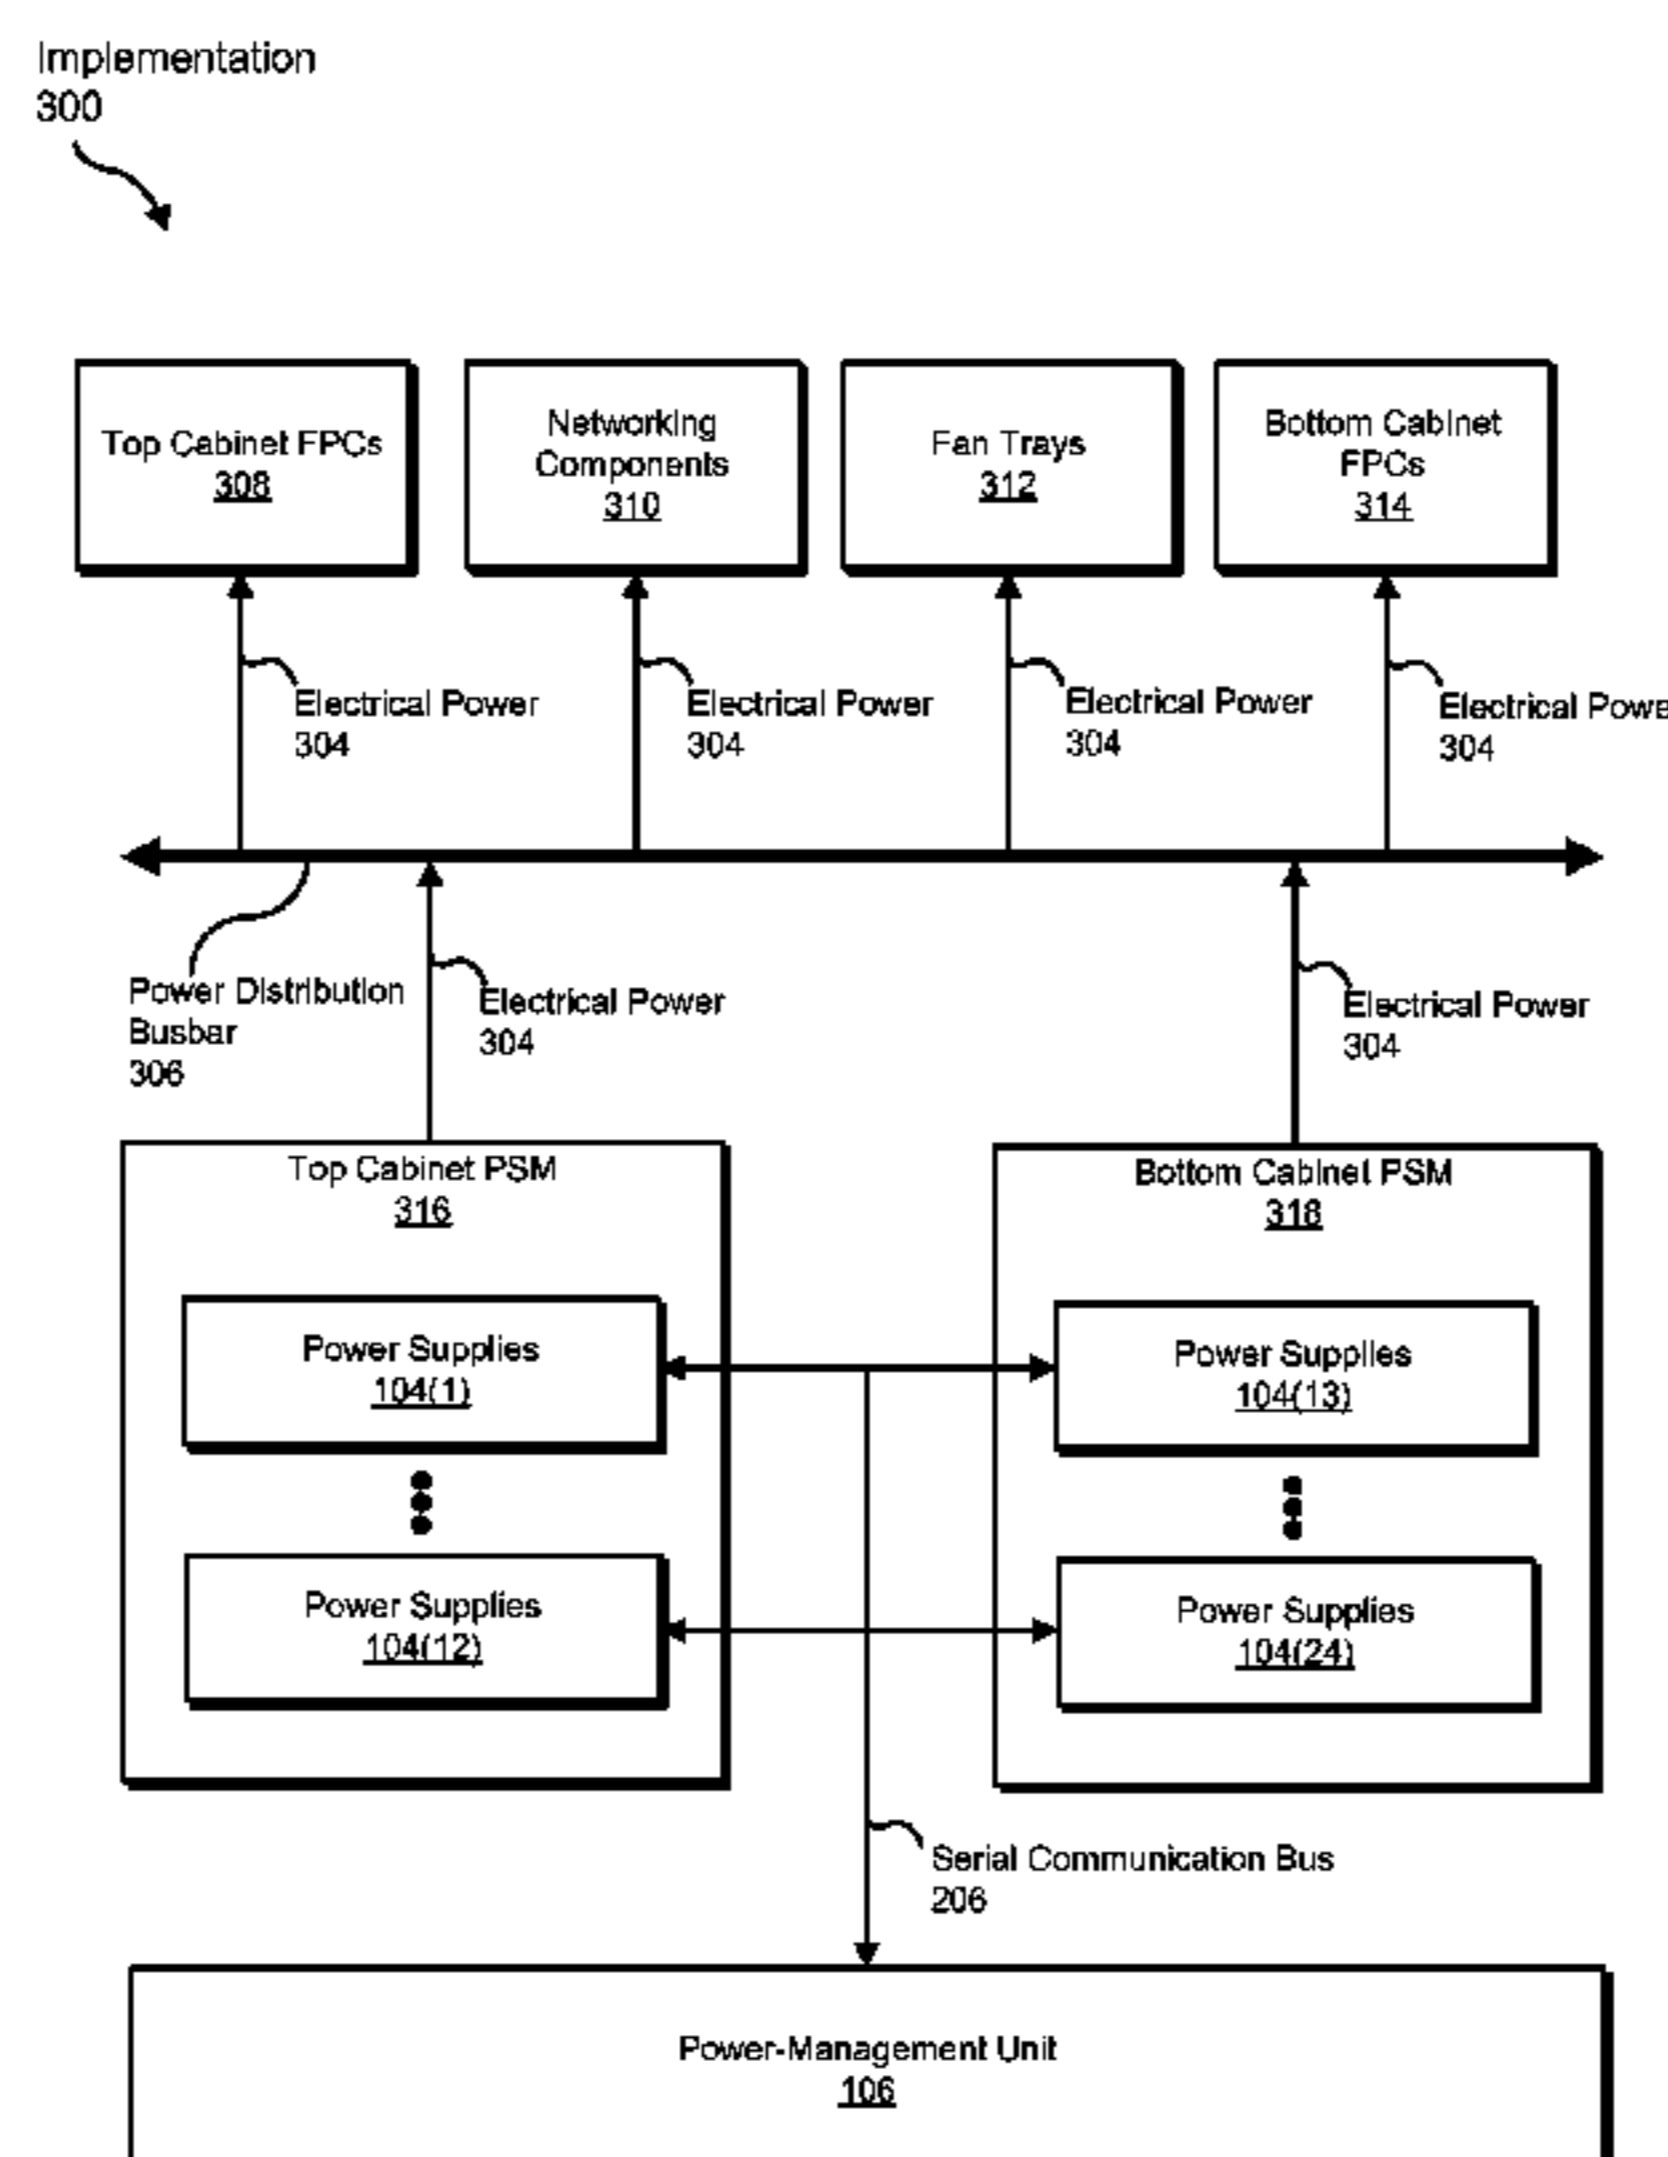 Implementation
300
Top Cabinet FPCs
308
Networking
Components
310
Fan Trays
312
Bottom Cabinet
FPCs
314
Electrical Power
304
Electrical Power
304
Electrical Power
304
Electrical Powe
304
Power Distribution
Busbar
306
Electrical Power
304
Electrical Power
304
Top Cabinet PSM
316
Bottom Cabinet PSM
318
Power Supplies
104(1)
Power Supplies
104(13)
Power Supplies
104(12)
Power Supplies
104(24)
Serial Communication Bus
206
Power-Management Unit
106